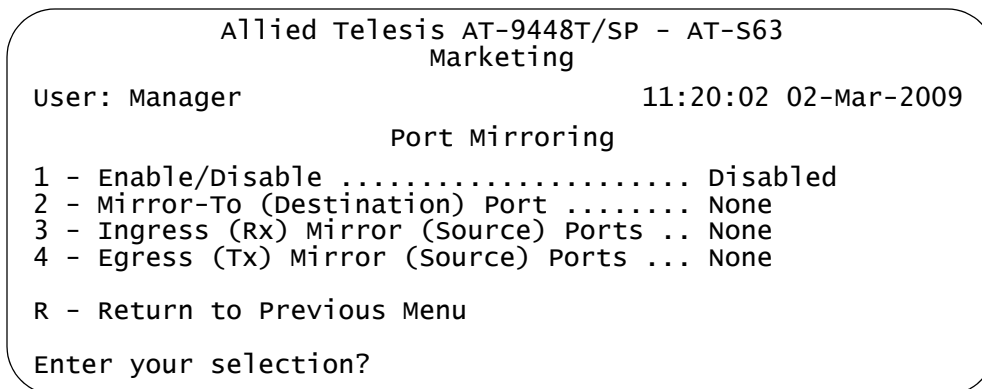 Allied Telesis AT-9448T/SP - AT-S63
Marketing
User: Manager 11:20:02 02-Mar-2009
Port Mirroring
1 - Enable/Disable ...................... Disabled
2 - Mirror-To (Destination) Port ........ None
3 - Ingress (Rx) Mirror (Source) Ports .. None
4 - Egress (Tx) Mirror (Source) Ports ... None
R - Return to Previous Menu
Enter your selection?